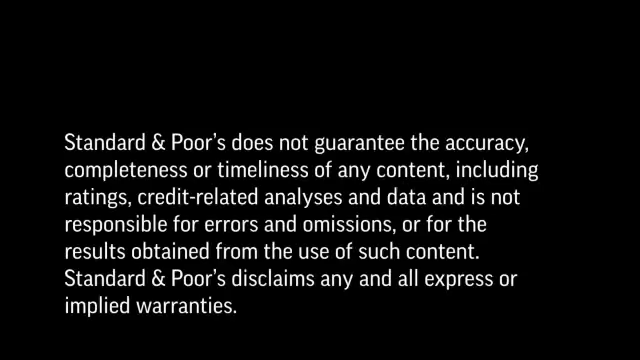 Standard & Poor's does not guarantee the accuracy,
completeness or timeliness of any content, including
ratings, credit-related analyses and data and is not
responsible for errors and omissions, or for the
results obtained from the use of such content.
Standard & Poor's disclaims any and all express or
implied warranties.